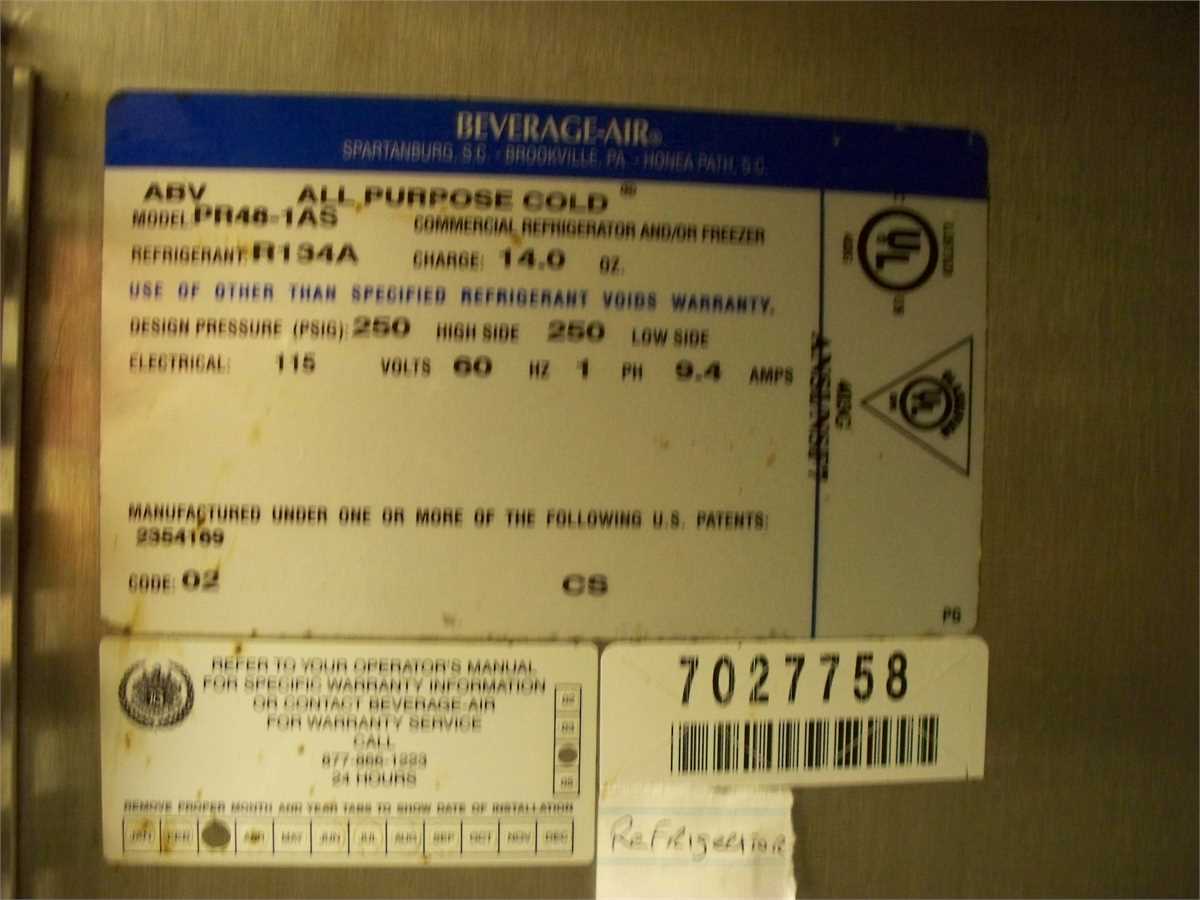 BEVERAGE-AIR®
SPARTANBURG, S.C. - BROOKVILLE, PA - HONEA PATH, S.C.
ABV ALL PURPOSE COLD
MODEL: PR48-1AS COMMERCIAL REFRIGERATOR AND/OR FREEZER
REFRIGERANT: R134A CHARGE: 14.0 OZ.
USE OF OTHER THAN SPECIFIED REFRIGERANT VOIDS WARRANTY.
DESIGN PRESSURE (PSIG): 250 HIGH SIDE 250 LOW SIDE
ELECTRICAL: 115 VOLTS 60 HZ 1 PH 9.4 AMPS
MANUFACTURED UNDER ONE OR MORE OF THE FOLLOWING U.S. PATENTS:
2354169
CODE: 02 CS
UL
UL
PG
REFER TO YOUR OPERATOR'S MANUAL
FOR SPECIFIC WARRANTY INFORMATION
OR CONTACT BEVERAGE-AIR
FOR WARRANTY SERVICE
CALL
24 HOURS
REMOVE PROPER MONTH AND YEAR TABS TO SHOW DATE OF INSTALLATION
JAN FEB APR MAY JUN JUL AUG SEP OCT NOV DEC
7027758
Refrigerator